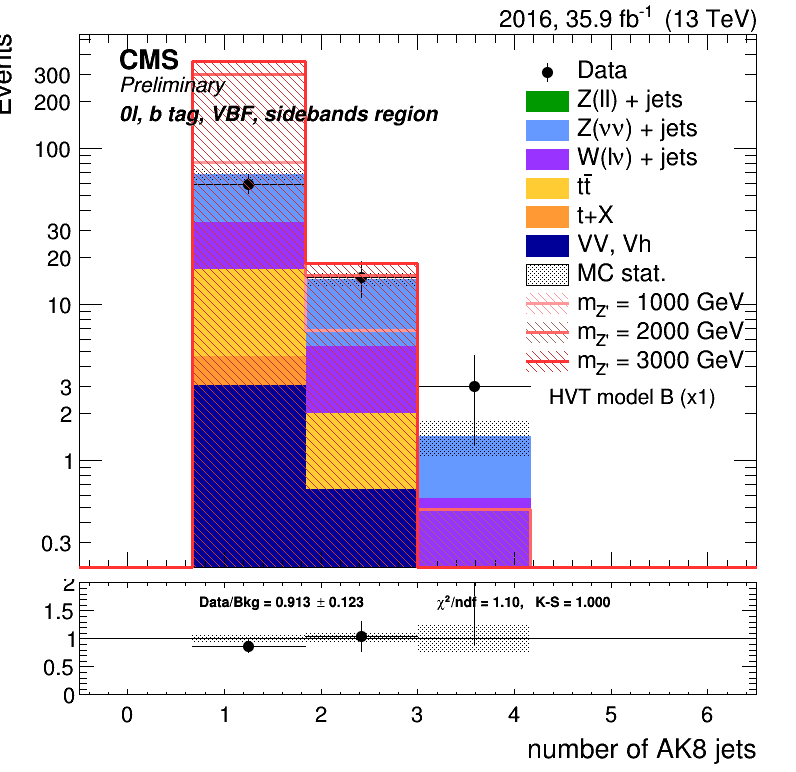 2016, 35.9 fb⁻¹ (13 TeV)
Events
CMS
Preliminary
0l, b tag, VBF, sidebands region
Data
Z(ll) + jets
Z(νν) + jets
W(lν) + jets
tt̄
t+X
VV, Vh
MC stat.
m_Z' = 1000 GeV
m_Z' = 2000 GeV
m_Z' = 3000 GeV
HVT model B (x1)
300
200
100
30
20
10
3
2
1
0.3
Data/Bkg = 0.913 ± 0.123
χ²/ndf = 1.10, K-S = 1.000
2
1.5
1
0.5
0
0 1 2 3 4 5 6
number of AK8 jets